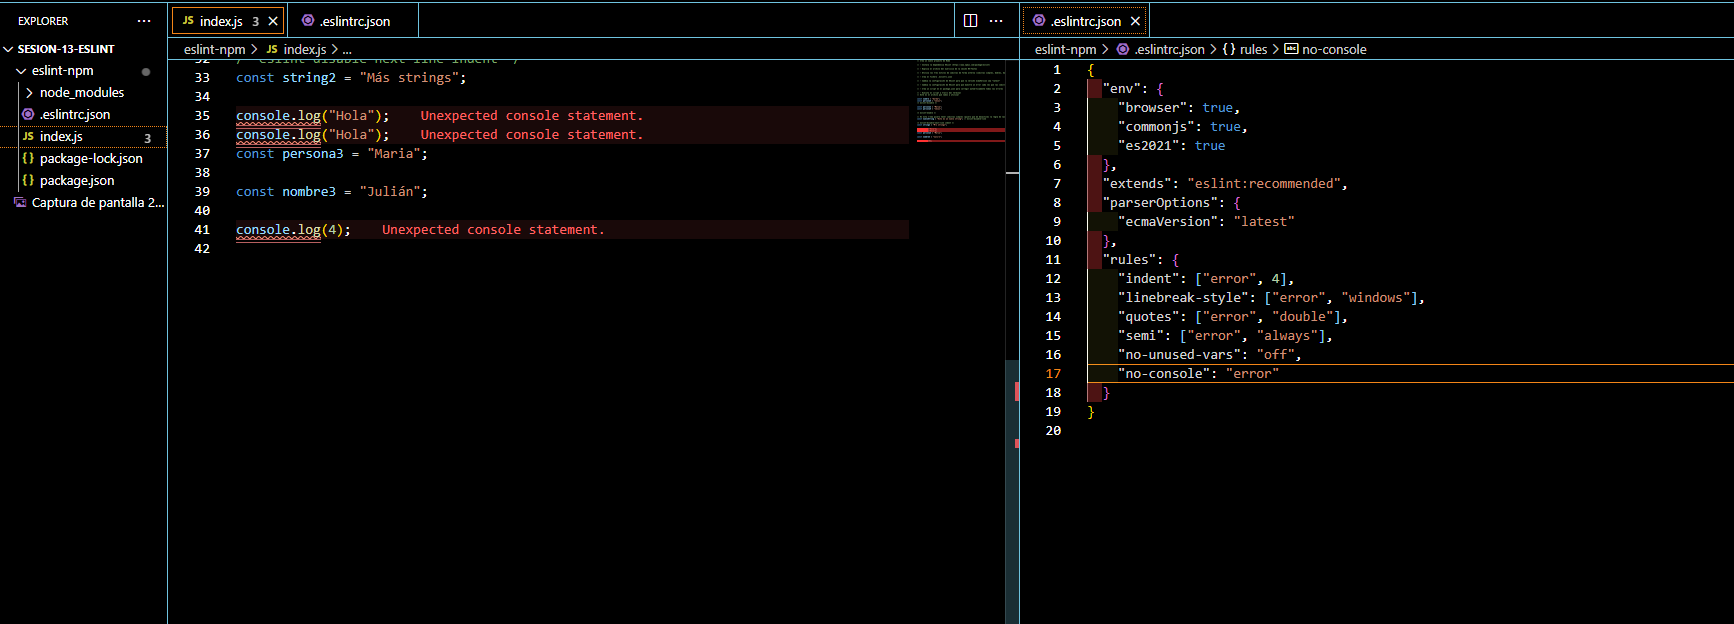 EXPLORER
SESION-13-ESLINT
eslint-npm
node_modules
.eslintrc.json
JS index.js 3
{} package-lock.json
{} package.json
Captura de pantalla 2...
JS index.js 3
.eslintrc.json
eslint-npm > JS index.js > ...
33 const string2 = "Más strings";
34
35 console.log("Hola"); Unexpected console statement.
36 console.log("Hola"); Unexpected console statement.
37 const persona3 = "Maria";
38
39 const nombre3 = "Julián";
40
41 console.log(4); Unexpected console statement.
42
.eslintrc.json
eslint-npm > .eslintrc.json > {} rules > abc no-console
1 {
2 "env": {
3 "browser": true,
4 "commonjs": true,
5 "es2021": true
6 },
7 "extends": "eslint:recommended",
8 "parserOptions": {
9 "ecmaVersion": "latest"
10 },
11 "rules": {
12 "indent": ["error", 4],
13 "linebreak-style": ["error", "windows"],
14 "quotes": ["error", "double"],
15 "semi": ["error", "always"],
16 "no-unused-vars": "off",
17 "no-console": "error"
18 }
19 }
20